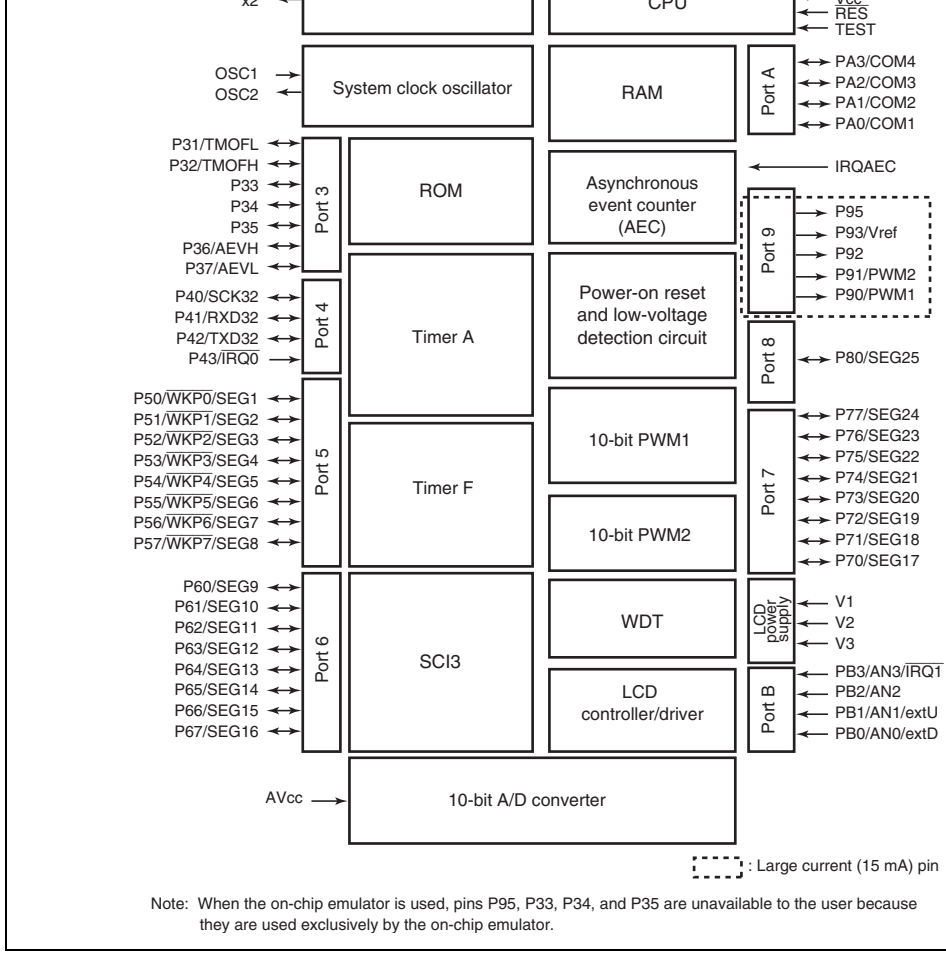 x2
CPU
Vcc
RES
TEST
OSC1
OSC2
System clock oscillator
RAM
Port A
PA3/COM4
PA2/COM3
PA1/COM2
PA0/COM1
P31/TMOFL
P32/TMOFH
P33
P34
P35
P36/AEVH
P37/AEVL
Port 3
ROM
Asynchronous
event counter
(AEC)
IRQAEC
Port 9
P95
P93/Vref
P92
P91/PWM2
P90/PWM1
P40/SCK32
P41/RXD32
P42/TXD32
P43/IRQ0
Port 4
Timer A
Power-on reset
and low-voltage
detection circuit
Port 8
P80/SEG25
P50/WKP0/SEG1
P51/WKP1/SEG2
P52/WKP2/SEG3
P53/WKP3/SEG4
P54/WKP4/SEG5
P55/WKP5/SEG6
P56/WKP6/SEG7
P57/WKP7/SEG8
Port 5
Timer F
10-bit PWM1
10-bit PWM2
Port 7
P77/SEG24
P76/SEG23
P75/SEG22
P74/SEG21
P73/SEG20
P72/SEG19
P71/SEG18
P70/SEG17
P60/SEG9
P61/SEG10
P62/SEG11
P63/SEG12
P64/SEG13
P65/SEG14
P66/SEG15
P67/SEG16
Port 6
SCI3
WDT
LCD
power
supply
V1
V2
V3
LCD
controller/driver
Port B
PB3/AN3/IRQ1
PB2/AN2
PB1/AN1/extU
PB0/AN0/extD
AVcc
10-bit A/D converter
: Large current (15 mA) pin
Note: When the on-chip emulator is used, pins P95, P33, P34, and P35 are unavailable to the user because
they are used exclusively by the on-chip emulator.